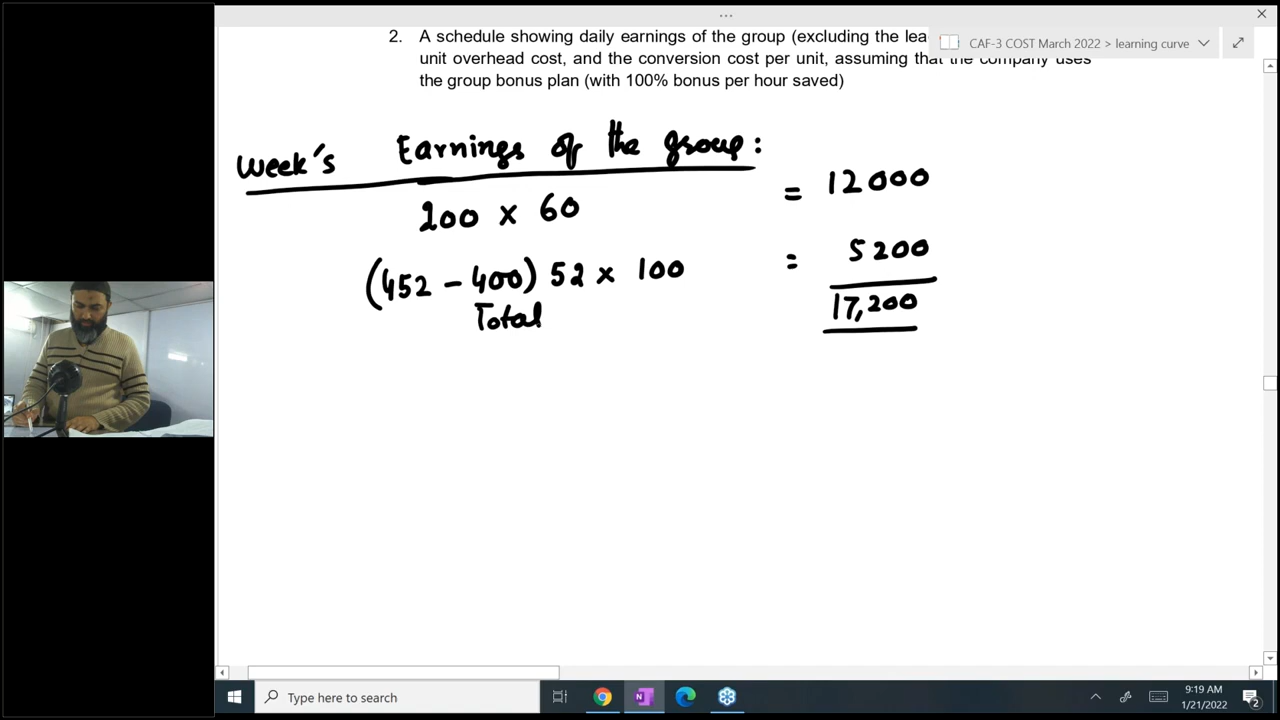 2. A schedule showing daily earnings of the group (excluding the
CAF-3 COST March 2022 > learning curve
unit overhead cost, and the conversion cost per unit, assuming that the company uses
the group bonus plan (with 100% bonus per hour saved)
Week's Earnings of the group:
200 x 60 = 12000
(452 - 400) 52 x 100 = 5200
Total 17,200
Type here to search
9:19 AM
1/21/2022
2